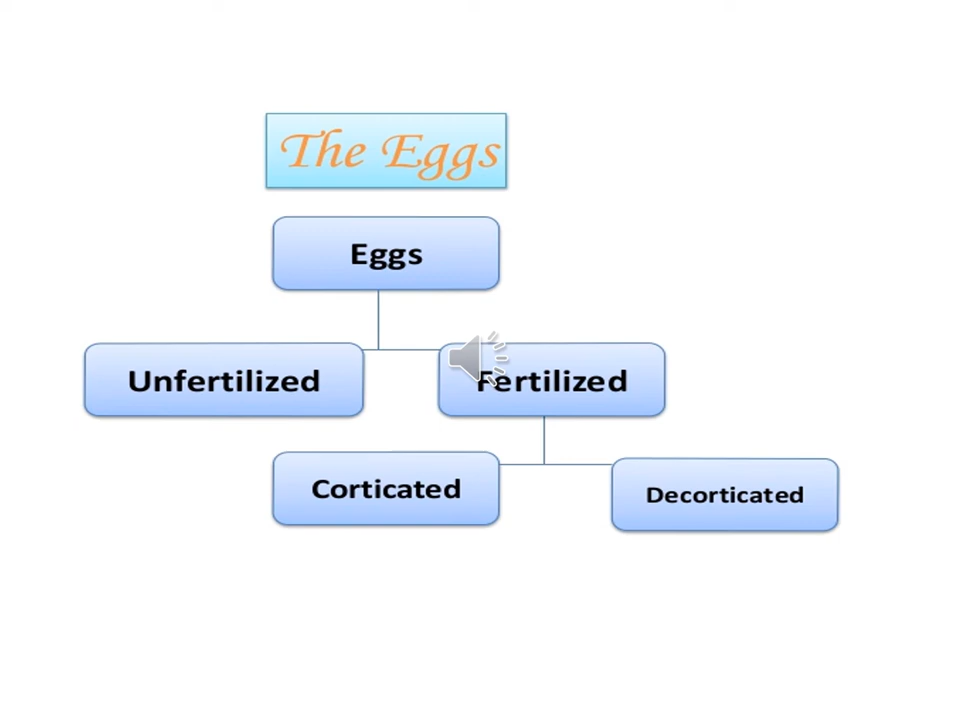 The Eggs
Eggs
Unfertilized
Fertilized
Corticated
Decorticated